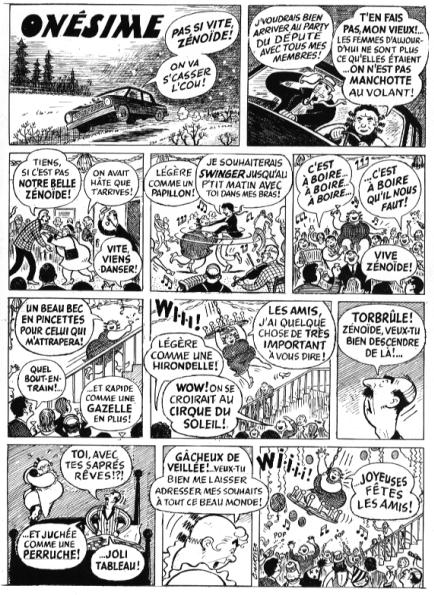 ONÉSIME
PAS SI VITE,
ZÉNOÏDE!
ON VA
S'CASSER
L'COU!
J'VOUDRAIS BIEN
ARRIVER AU PARTY
DU DÉPUTÉ
AVEC TOUS MES
MEMBRES!
T'EN FAIS
PAS, MON VIEUX!...
LES FEMMES D'AUJOUR-
D'HUI NE SONT PLUS
CE QU'ELLES ÉTAIENT
...ON N'EST PAS
MANCHOTTE
AU VOLANT!
TIENS,
SI C'EST PAS
NOTRE BELLE
ZÉNOÏDE!
ON AVAIT
HÂTE QUE
T'ARRIVES!
VITE,
VIENS
DANSER!
LÉGÈRE
COMME UN
PAPILLON!
JE SOUHAITERAIS
SWINGER JUSQU'AU
P'TIT MATIN AVEC
TOI DANS MES BRAS!
C'EST
À BOIRE...
À BOIRE...
À BOIRE...
...C'EST
À BOIRE
QU'IL NOUS
FAUT!
VIVE
ZÉNOÏDE!
UN BEAU BEC
EN PINCETTES
POUR CELUI QUI
M'ATTRAPERA!
QUEL
BOUT-EN-
TRAIN!...
...ET RAPIDE
COMME UNE
GAZELLE
EN PLUS!
Wiii!
LÉGÈRE
COMME UNE
HIRONDELLE!
WOW! ON SE
CROIRAIT AU
CIRQUE DU
SOLEIL!
LES AMIS,
J'AI QUELQUE
CHOSE DE TRÈS
IMPORTANT
À VOUS DIRE!
TORBRÛLE!
ZÉNOÏDE, VEUX-TU
BIEN DESCENDRE
DE LÀ!...
TOI, AVEC
TES SAPRÉS
RÊVES!?!
...ET JUCHÉE
COMME UNE
PERRUCHE!
...JOLI
TABLEAU!
GÂCHEUX DE
VEILLÉE!...VEUX-TU
BIEN ME LAISSER
ADRESSER MES SOUHAITS
À TOUT CE BEAU MONDE!
Wiiii!
JOYEUSES
FÊTES
LES AMIS!
POP
POP